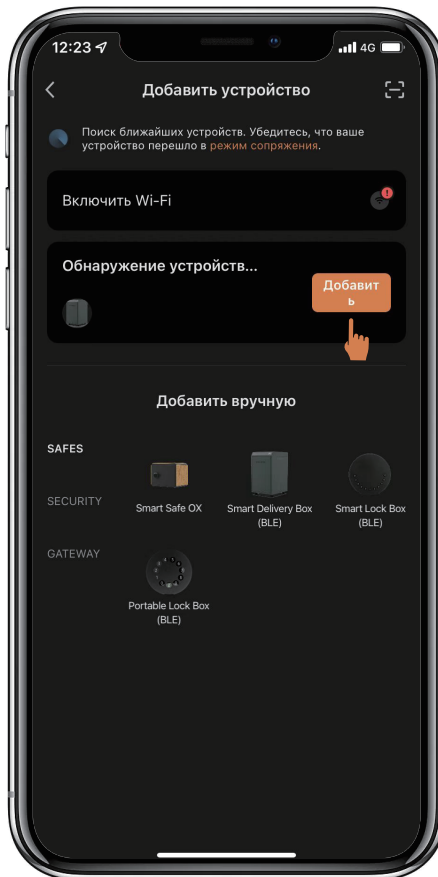 12:23
4G
Добавить устройство
Поиск ближайших устройств. Убедитесь, что ваше
устройство перешло в режим сопряжения.
Включить Wi-Fi
!
Обнаружение устройств...
Добавит
ь
Добавить вручную
SAFES
SECURITY
GATEWAY
Smart Safe OX
Smart Delivery Box
(BLE)
Smart Lock Box
(BLE)
Portable Lock Box
(BLE)